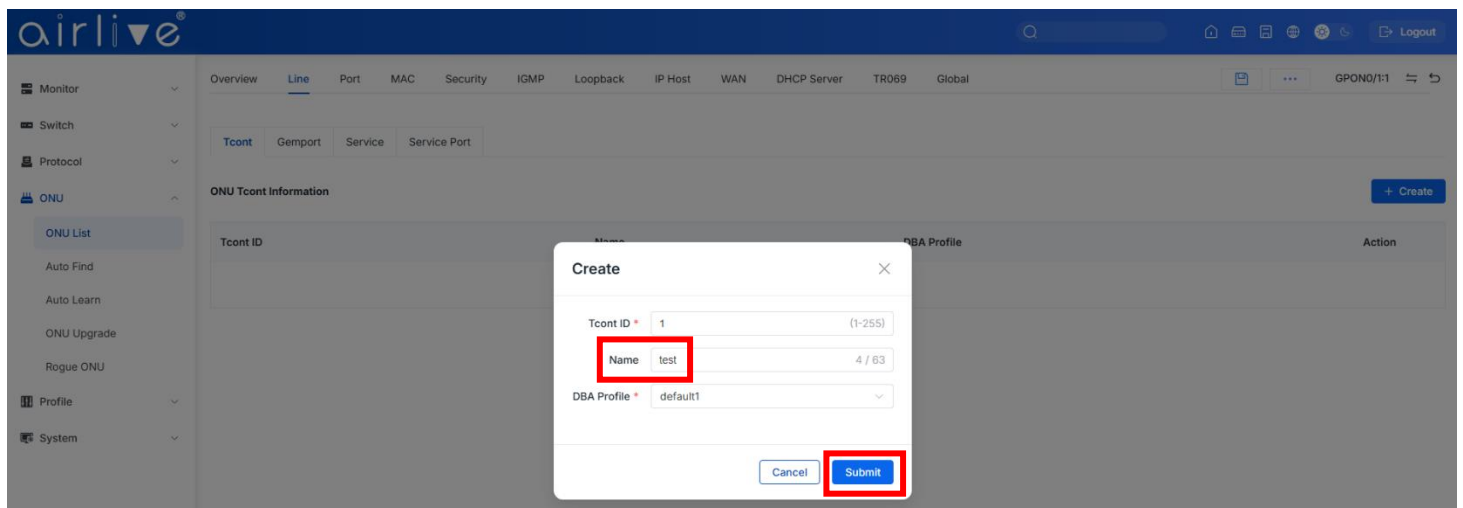 airlive®
Logout
Monitor
Switch
Protocol
ONU
ONU List
Auto Find
Auto Learn
ONU Upgrade
Rogue ONU
Profile
System
Overview Line Port MAC Security IGMP Loopback IP Host WAN DHCP Server TR069 Global ... GPON0/1:1
Tcont Gemport Service Service Port
ONU Tcont Information
+ Create
Tcont ID Name DBA Profile Action
Create
Tcont ID * 1 (1-255)
Name test 4 / 63
DBA Profile * default1
Cancel Submit